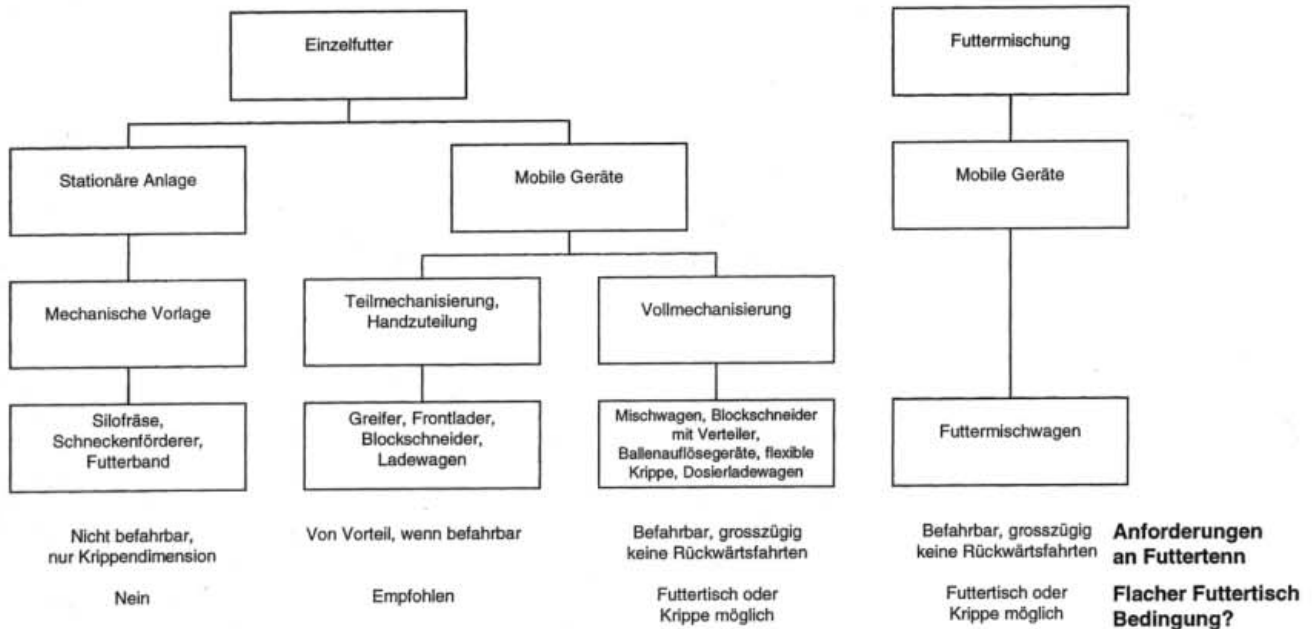 Einzelfutter
Futtermischung
Stationäre Anlage
Mobile Geräte
Mobile Geräte
Mechanische Vorlage
Teilmechanisierung,
Handzuteilung
Vollmechanisierung
Silofräse,
Schneckenförderer,
Futterband
Greifer, Frontlader,
Blockschneider,
Ladewagen
Mischwagen, Blockschneider
mit Verteiler,
Ballenauflösegeräte, flexible
Krippe, Dosierladewagen
Futtermischwagen
Nicht befahrbar,
nur Krippendimension
Von Vorteil, wenn befahrbar
Befahrbar, grosszügig
keine Rückwärtsfahrten
Befahrbar, grosszügig
keine Rückwärtsfahrten
Anforderungen
an Futtertenn
Nein
Empfohlen
Futtertisch oder
Krippe möglich
Futtertisch oder
Krippe möglich
Flacher Futtertisch
Bedingung?